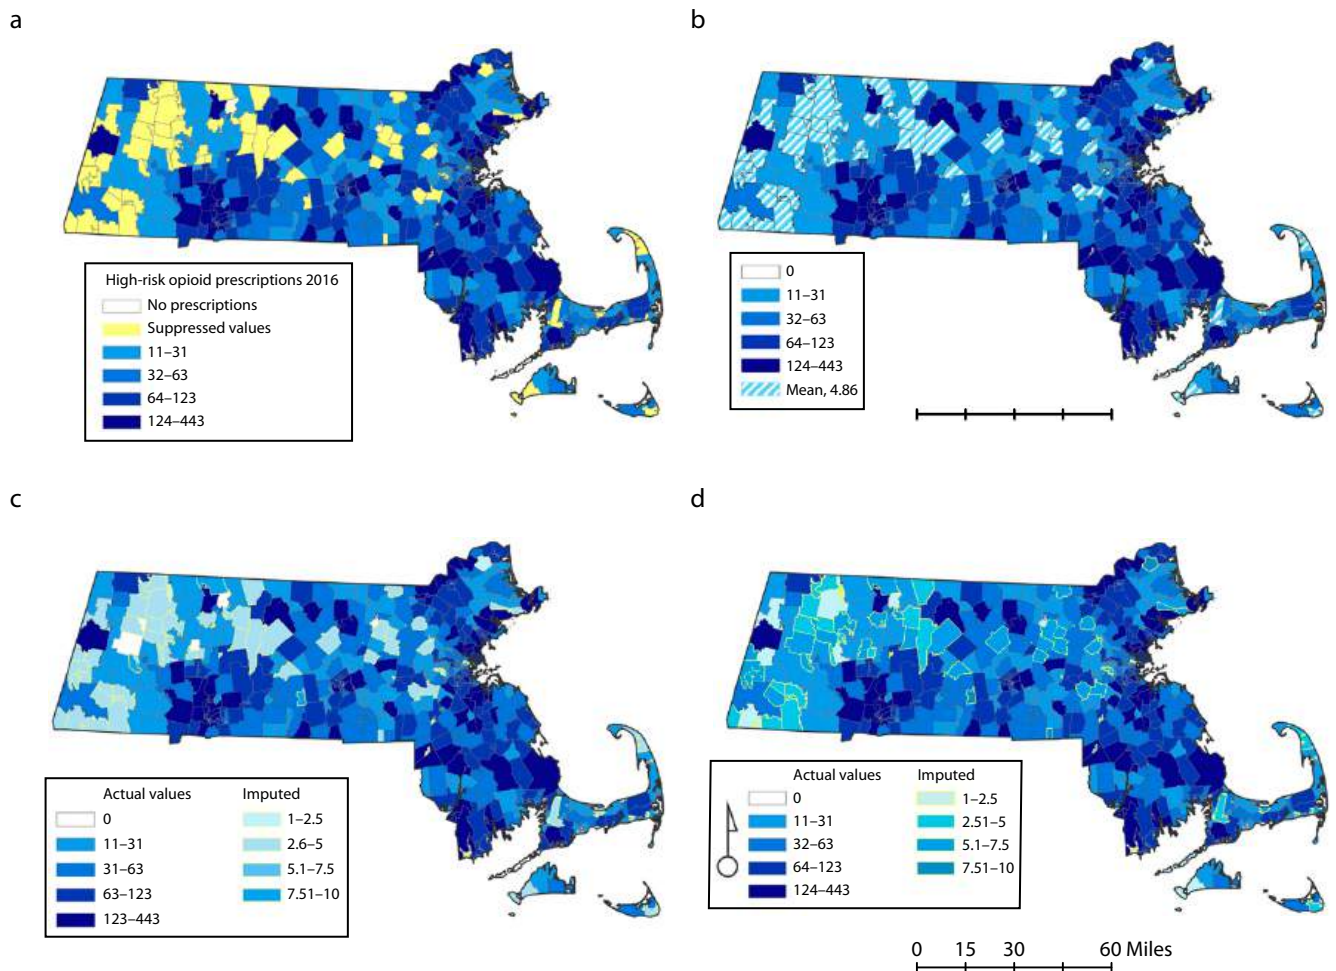 a
b
High-risk opioid prescriptions 2016
No prescriptions
Suppressed values
11–31
32–63
64–123
124–443
0
11–31
32–63
64–123
124–443
Mean, 4.86
c
d
Actual values Imputed
0 1–2.5
11–31 2.6–5
31–63 5.1–7.5
63–123 7.51–10
123–443
Actual values Imputed
0 1–2.5
11–31 2.51–5
32–63 5.1–7.5
64–123 7.51–10
124–443
0 15 30 60 Miles